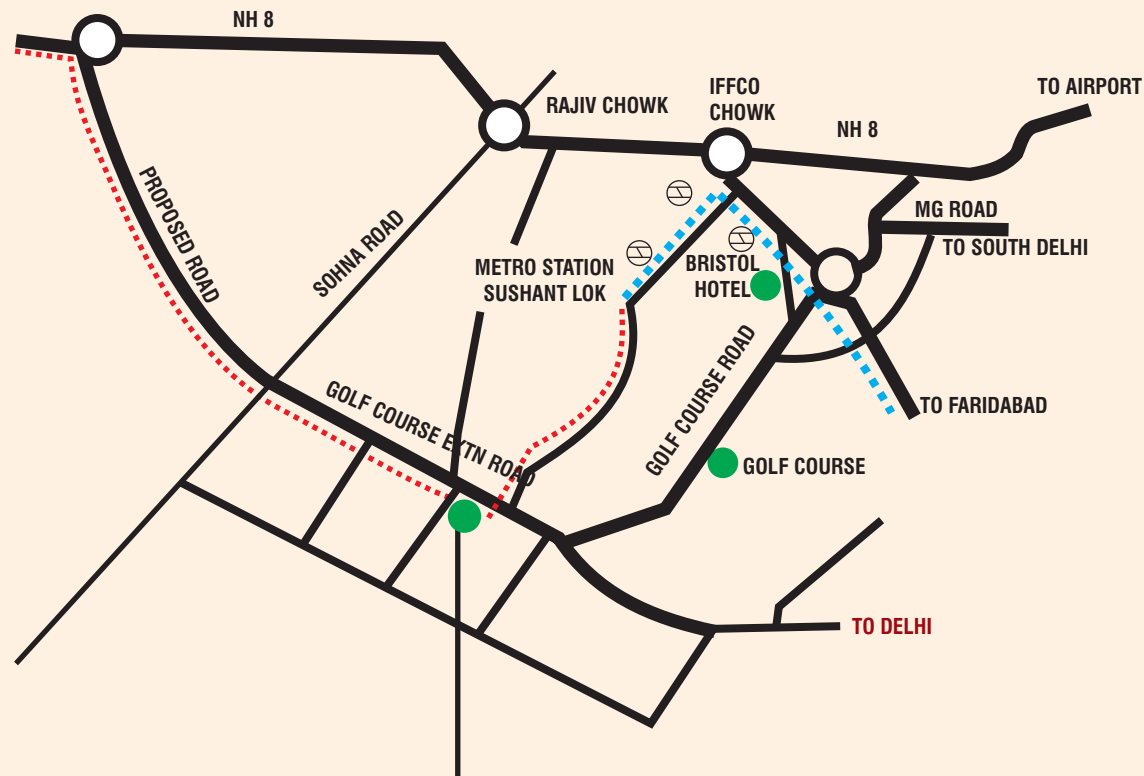 NH 8
RAJIV CHOWK
IFFCO
CHOWK
NH 8
TO AIRPORT
PROPOSED ROAD
SOHNA ROAD
METRO STATION
SUSHANT LOK
BRISTOL
HOTEL
MG ROAD
TO SOUTH DELHI
GOLF COURSE EXTN ROAD
GOLF COURSE ROAD
TO FARIDABAD
GOLF COURSE
TO DELHI